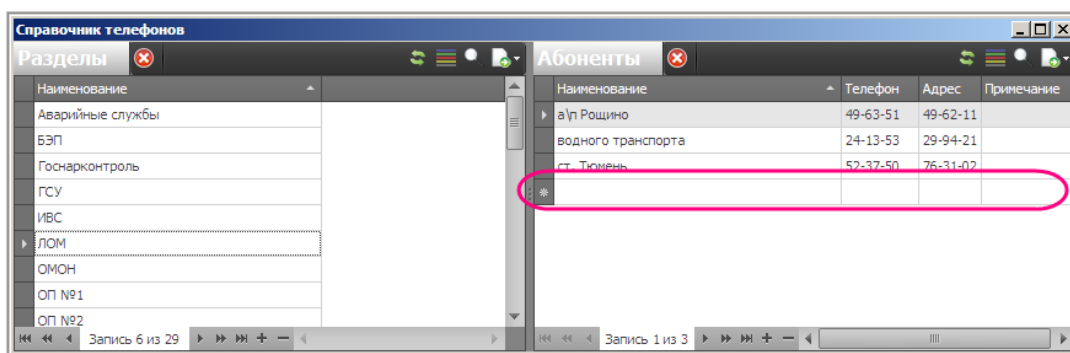 Справочник телефонов
Разделы
Наименование
Аварийные службы
БЭП
Госнарконтроль
ГСУ
ИВС
ЛОМ
ОМОН
ОП №1
ОП №2
Запись 6 из 29
Абоненты
Наименование Телефон Адрес Примечание
а\п Рощино 49-63-51 49-62-11
водного транспорта 24-13-53 29-94-21
ст. Тюмень 52-37-50 76-31-02
Запись 1 из 3